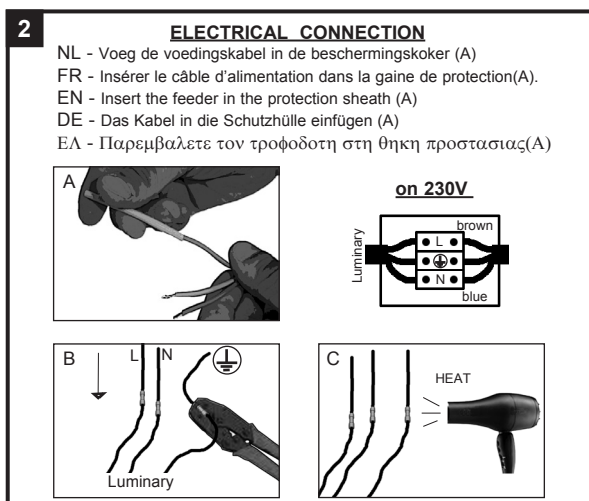 2
ELECTRICAL CONNECTION
NL - Voeg de voedingskabel in de beschermingskoker (A)
FR - Insérer le câble d'alimentation dans la gaine de protection(A).
EN - Insert the feeder in the protection sheath (A)
DE - Das Kabel in die Schutzhülle einfügen (A)
ΕΛ - Παρεμβαλετε τον τροφοδοτη στη θηκη προστασιας(A)
A
on 230V
Luminary
brown
L
N
blue
B
L
N
Luminary
C
HEAT